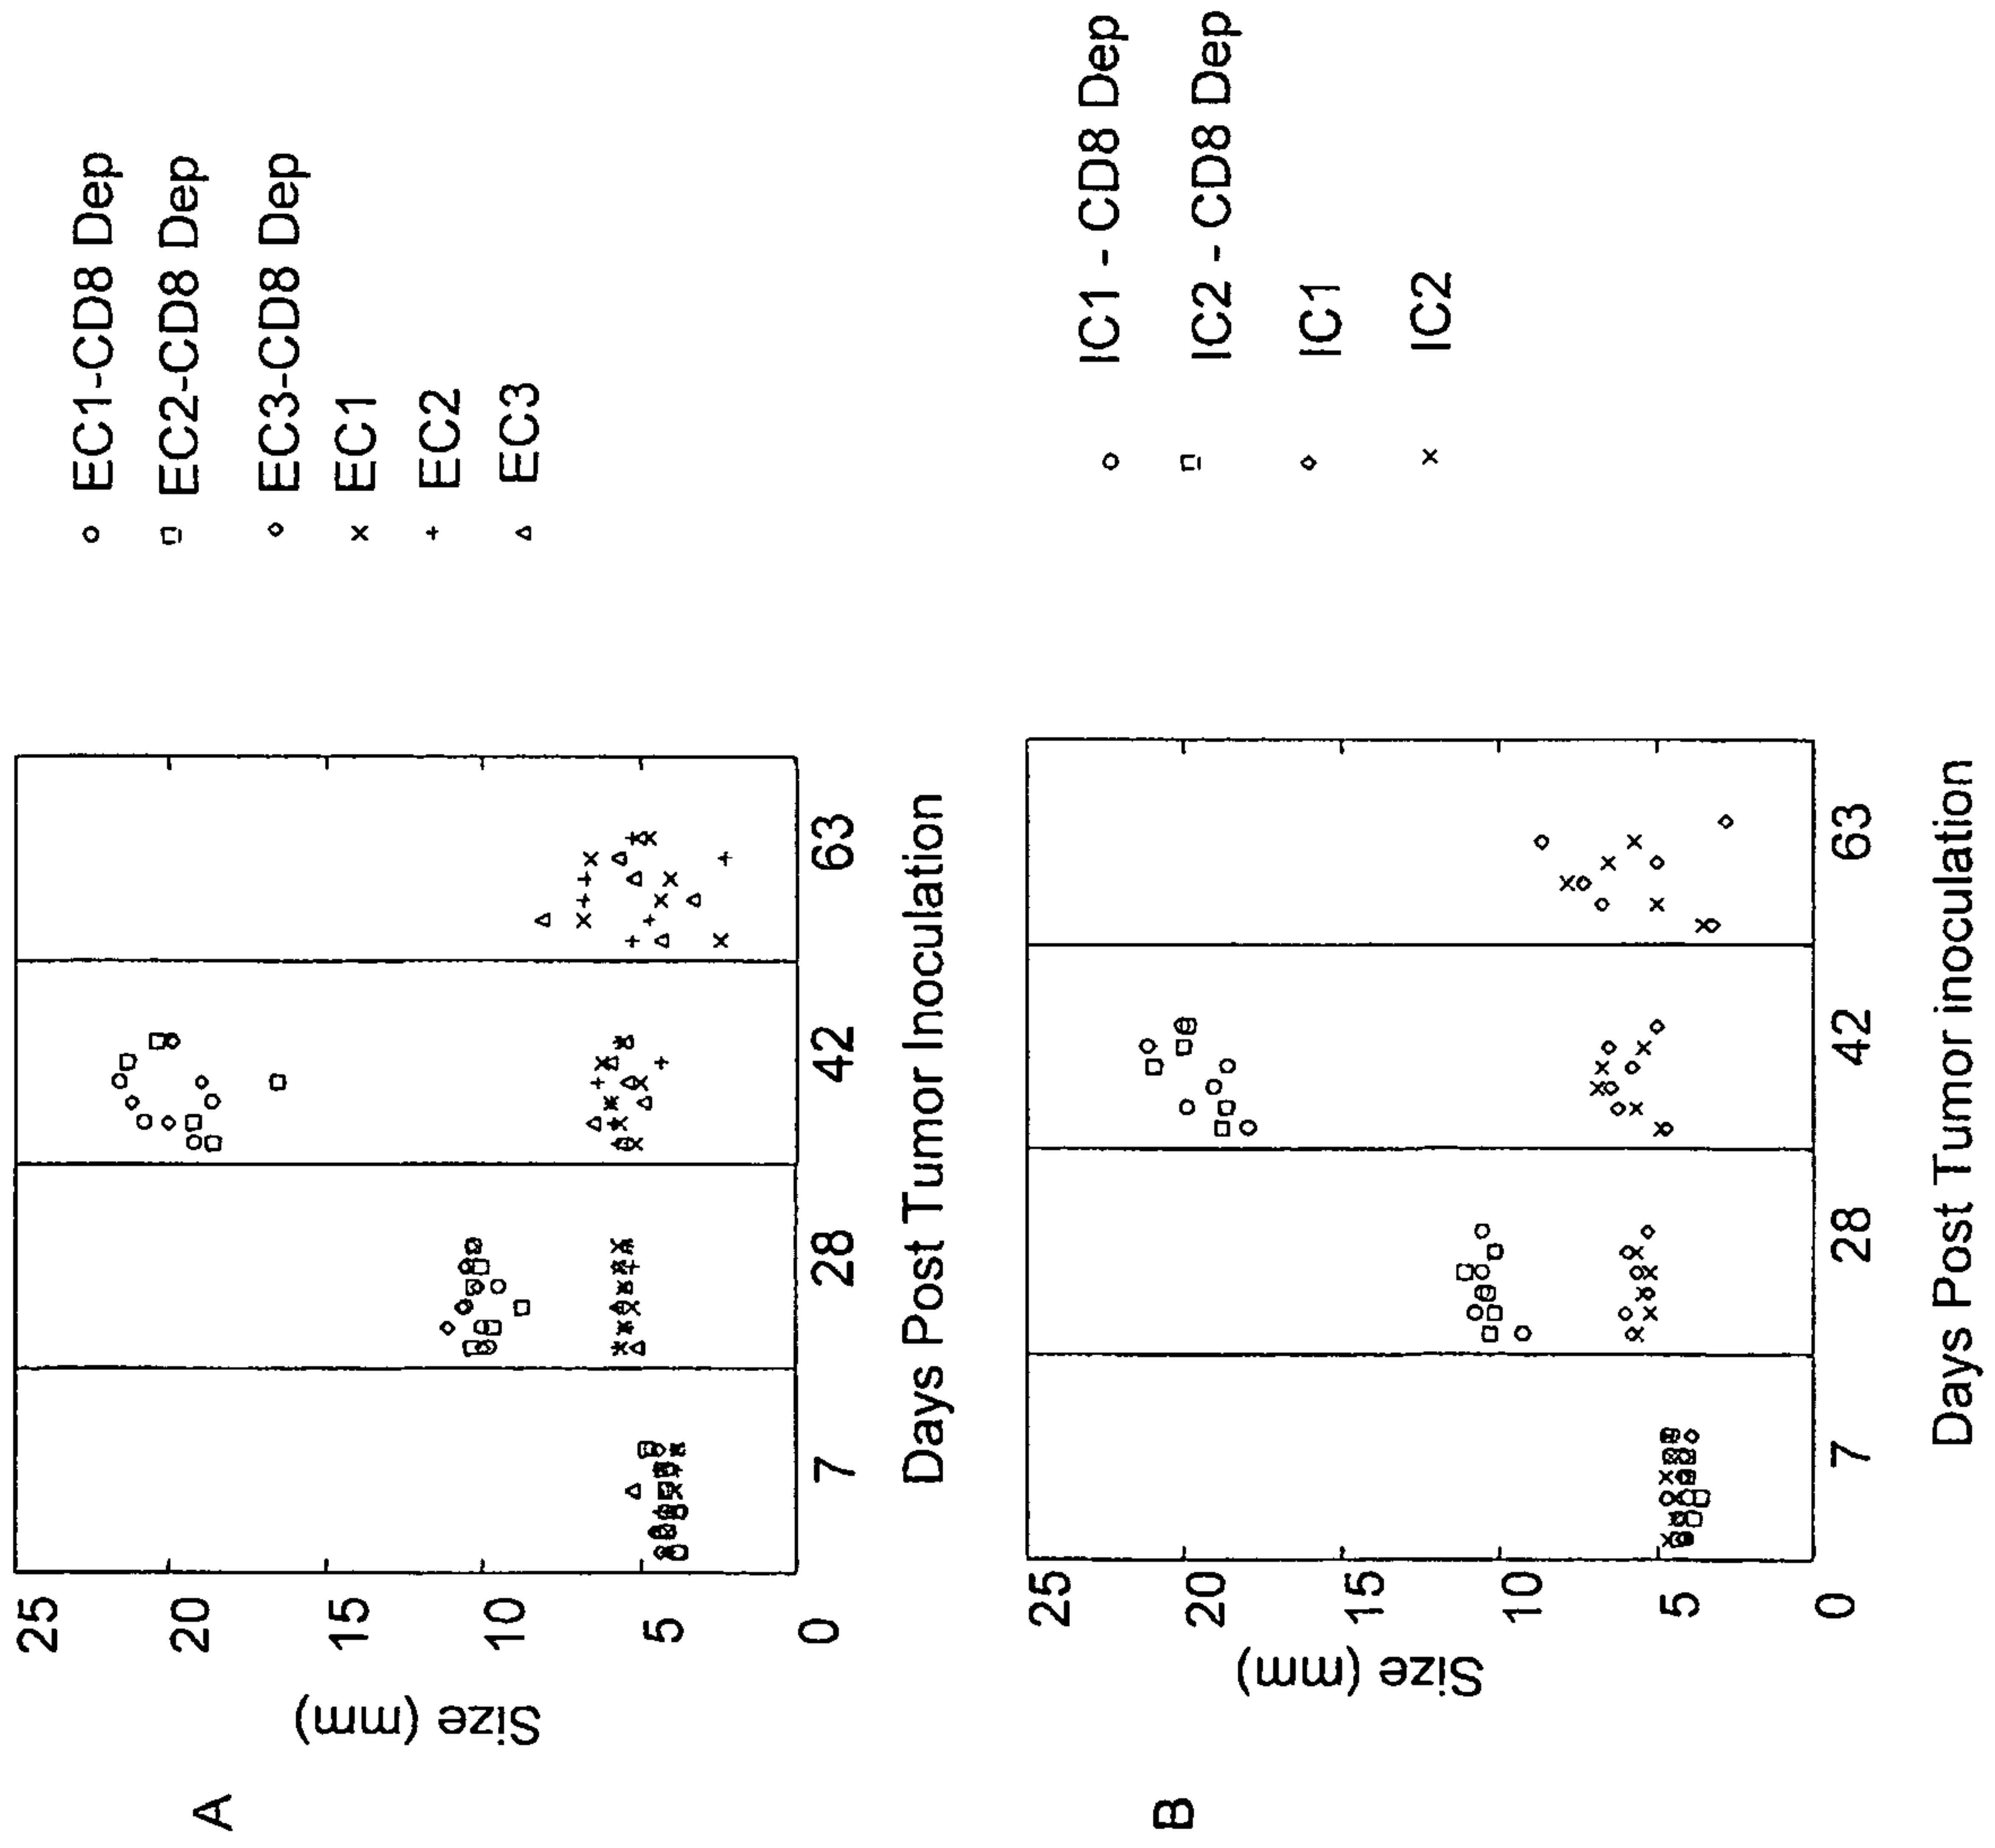 A
Size (mm)
25
20
15
10
5
0
7
28
42
63
Days Post Tumor Inoculation
EC1-CD8 Dep
EC2-CD8 Dep
EC3-CD8 Dep
EC1
EC2
EC3
B
Size (mm)
25
20
15
10
5
0
7
28
42
63
Days Post Tumor inoculation
IC1 - CD8 Dep
IC2 - CD8 Dep
IC1
IC2